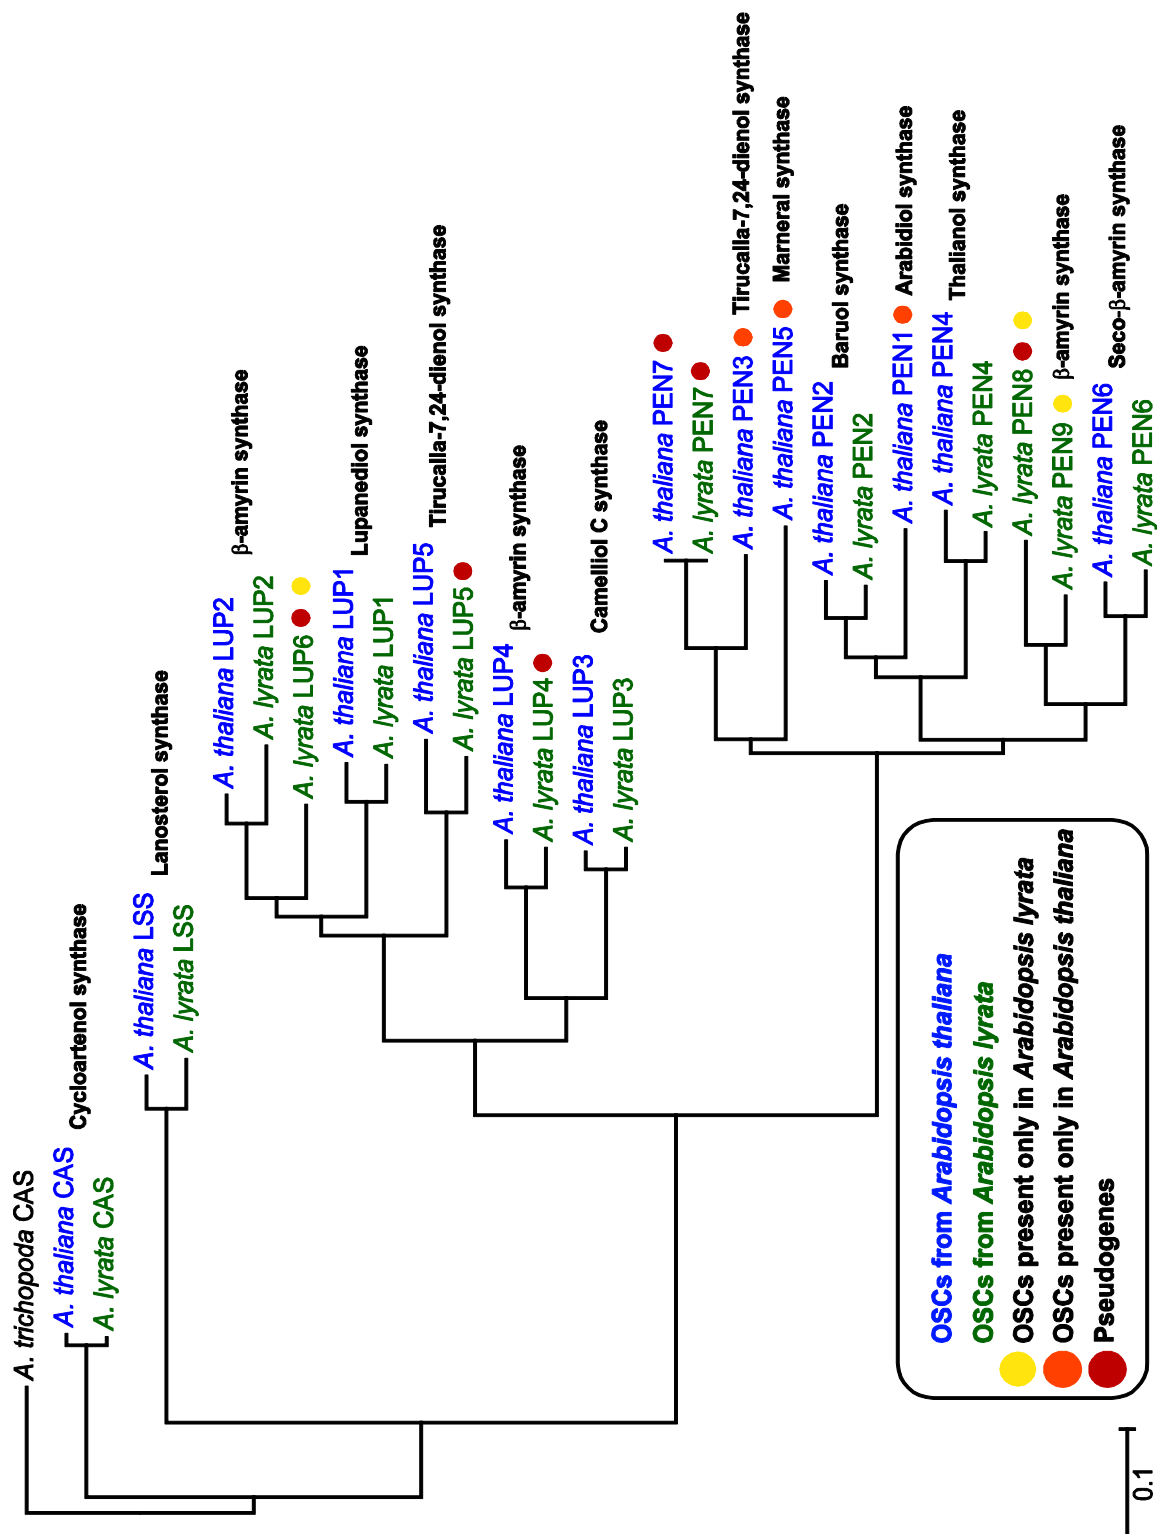 A. trichopoda CAS
A. thaliana CAS
Cycloartenol synthase
A. lyrata CAS
A. thaliana LSS
Lanosterol synthase
A. lyrata LSS
A. thaliana LUP2
β-amyrin synthase
A. lyrata LUP2
A. lyrata LUP6
A. thaliana LUP1
Lupanediol synthase
A. lyrata LUP1
A. thaliana LUP5
Tirucalla-7,24-dienol synthase
A. lyrata LUP5
A. thaliana LUP4
β-amyrin synthase
A. lyrata LUP4
A. thaliana LUP3
Camelliol C synthase
A. lyrata LUP3
A. thaliana PEN7
A. lyrata PEN7
A. thaliana PEN3 Tirucalla-7,24-dienol synthase
A. thaliana PEN5 Marneral synthase
A. thaliana PEN2
Baruol synthase
A. lyrata PEN2
A. thaliana PEN1 Arabidiol synthase
A. thaliana PEN4
Thalianol synthase
A. lyrata PEN4
A. lyrata PEN8
A. lyrata PEN9 β-amyrin synthase
A. thaliana PEN6
Seco-β-amyrin synthase
A. lyrata PEN6
OSCs from Arabidopsis thaliana
OSCs from Arabidopsis lyrata
OSCs present only in Arabidopsis lyrata
OSCs present only in Arabidopsis thaliana
Pseudogenes
0.1